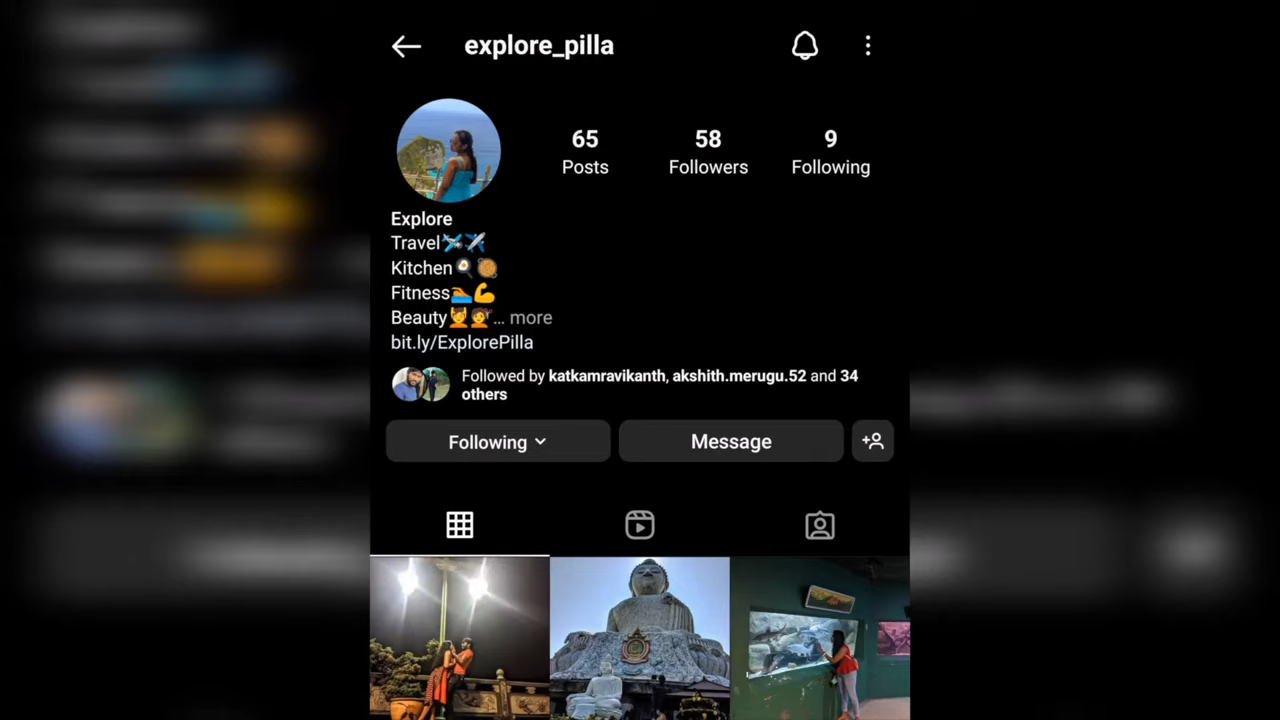 explore_pilla
65
Posts
58
Followers
9
Following
Explore
Travel✈️✈️
Kitchen🍳🥘
Fitness🏊💪
Beauty💆💇... more
bit.ly/ExplorePilla
Followed by katkamravikanth, akshith.merugu.52 and 34
others
Following
Message